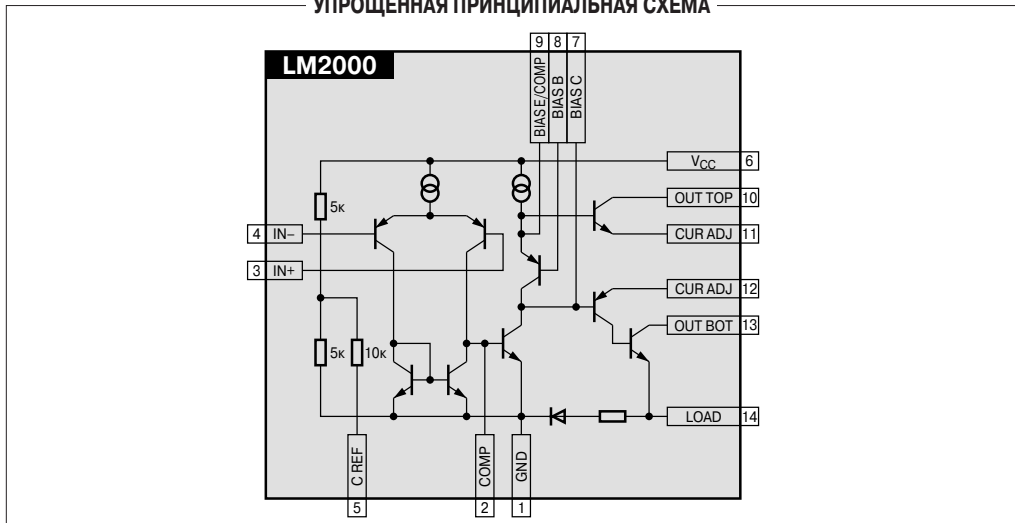 УПРОЩЕННАЯ ПРИНЦИПИАЛЬНАЯ СХЕМА
LM2000
9 8 7
BIAS E/COMP
BIAS B
BIAS C
VCC 6
OUT TOP 10
5к
4 IN–
CUR ADJ 11
3 IN+
CUR ADJ 12
OUT BOT 13
5к 10к
LOAD 14
C REF
COMP
GND
5 2 1